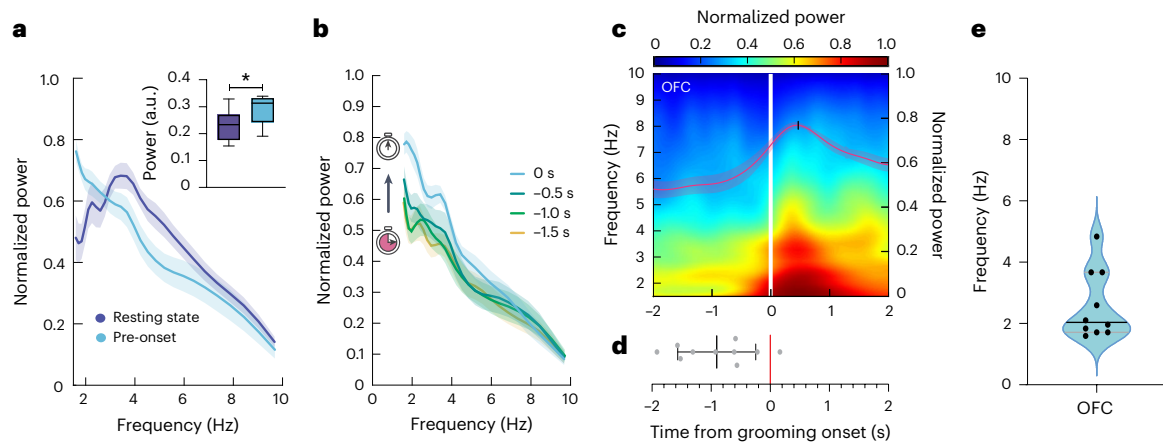 a
1.0
0.8
0.6
0.4
0.2
0
Normalized power
2 4 6 8 10
Frequency (Hz)
Resting state
Pre-onset
0.4
0.3
0.2
0.1
0
Power (a.u.)
*
b
1.0
0.9
0.8
0.7
0.6
0.5
0.4
0.3
0.2
0.1
0
Normalized power
0 2 4 6 8 10
Frequency (Hz)
0 s
−0.5 s
−1.0 s
−1.5 s
c
Normalized power
0 0.2 0.4 0.6 0.8 1.0
OFC
10
9
8
7
6
5
4
3
2
Frequency (Hz)
1.0
0.8
0.6
0.4
0.2
0
Normalized power
−2 −1 0 1 2
d
−2 −1 0 1 2
Time from grooming onset (s)
e
10
8
6
4
2
0
Frequency (Hz)
OFC